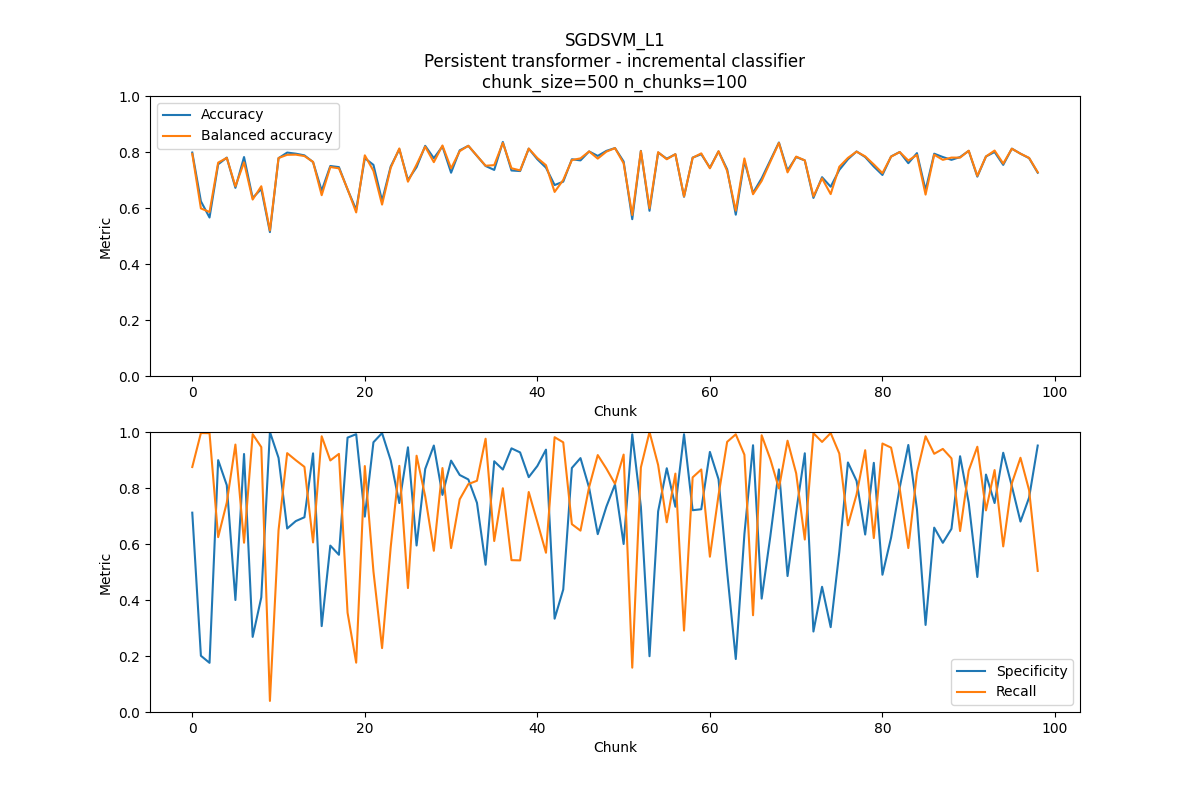 SGDSVM_L1
Persistent transformer - incremental classifier
chunk_size=500 n_chunks=100
1.0
0.8
0.6
0.4
0.2
0.0
Metric
Accuracy
Balanced accuracy
0 20 40 60 80 100
Chunk
1.0
0.8
0.6
0.4
0.2
0.0
Metric
Specificity
Recall
0 20 40 60 80 100
Chunk